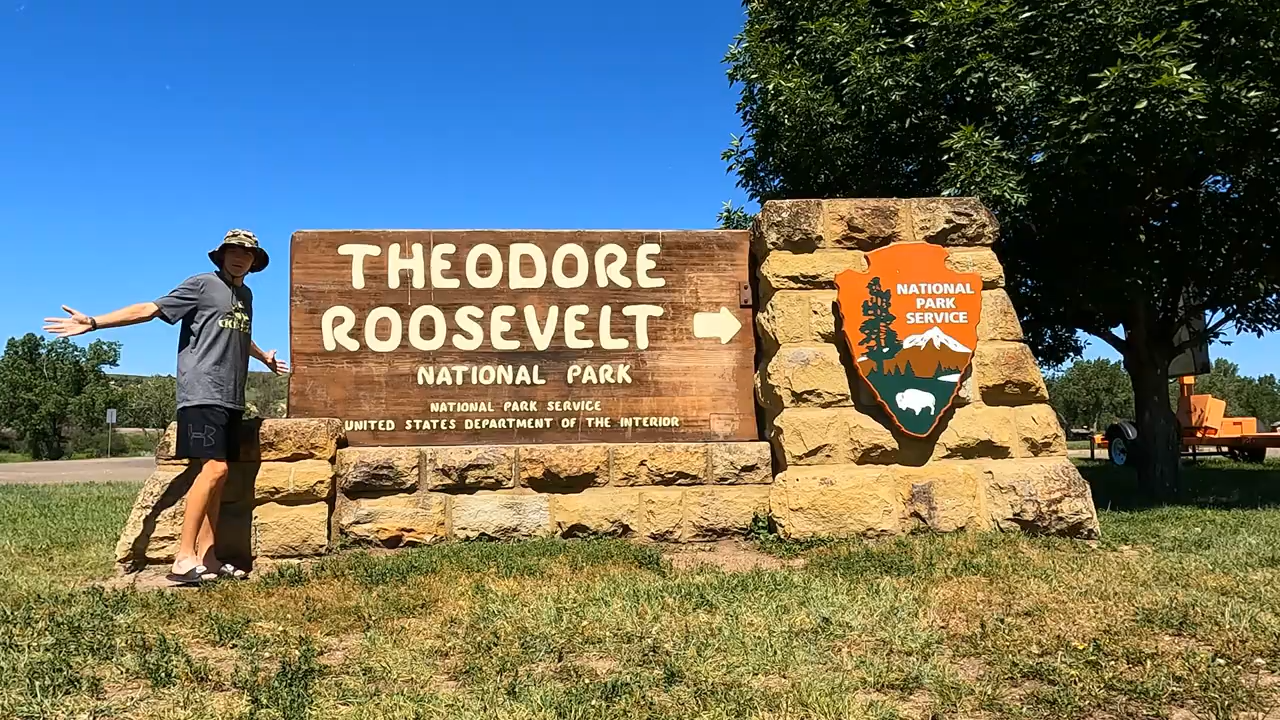 THEODORE
ROOSEVELT
NATIONAL PARK
NATIONAL PARK SERVICE
UNITED STATES DEPARTMENT OF THE INTERIOR
NATIONAL
PARK
SERVICE